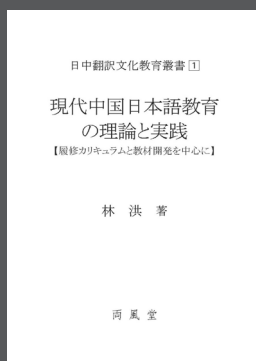 日中翻訳文化教育叢書1
現代中国日本語教育
の理論と実践
【履修カリキュラムと教材開発を中心に】
林 洪 著
両風堂